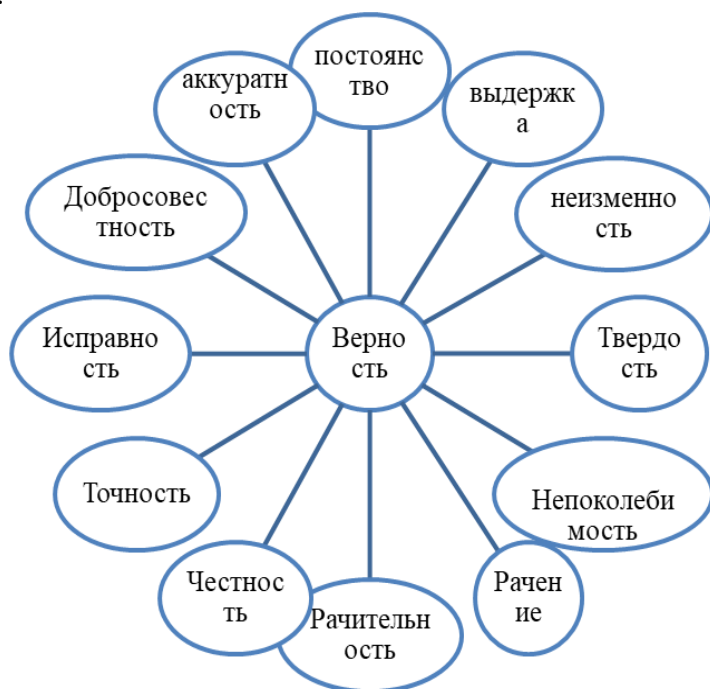 постоянс
тво
выдержк
а
неизменно
сть
Твердо
сть
Непоколеби
мость
Рачен
ие
Рачительн
ость
Честнос
ть
Точность
Исправно
сть
Добросовес
тность
аккуратн
ость
Верно
сть